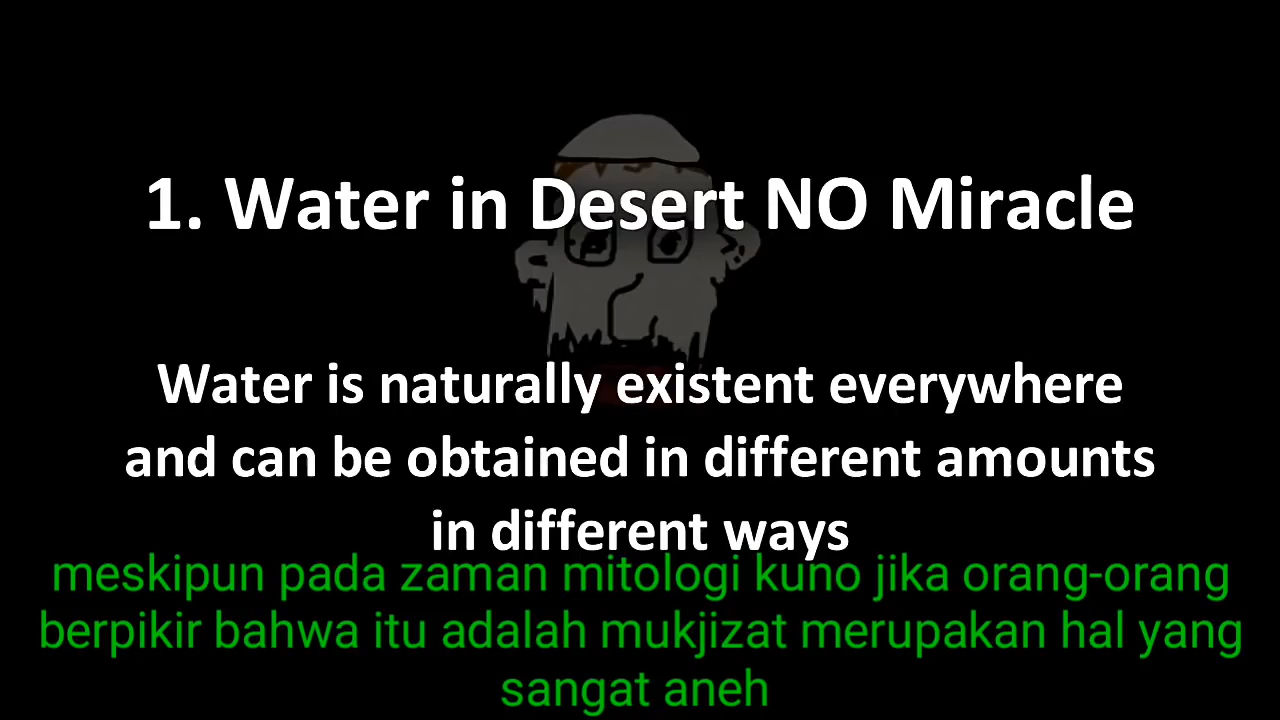 1. Water in Desert NO Miracle
Water is naturally existent everywhere
and can be obtained in different amounts
in different ways
meskipun pada zaman mitologi kuno jika orang-orang
berpikir bahwa itu adalah mukjizat merupakan hal yang
sangat aneh